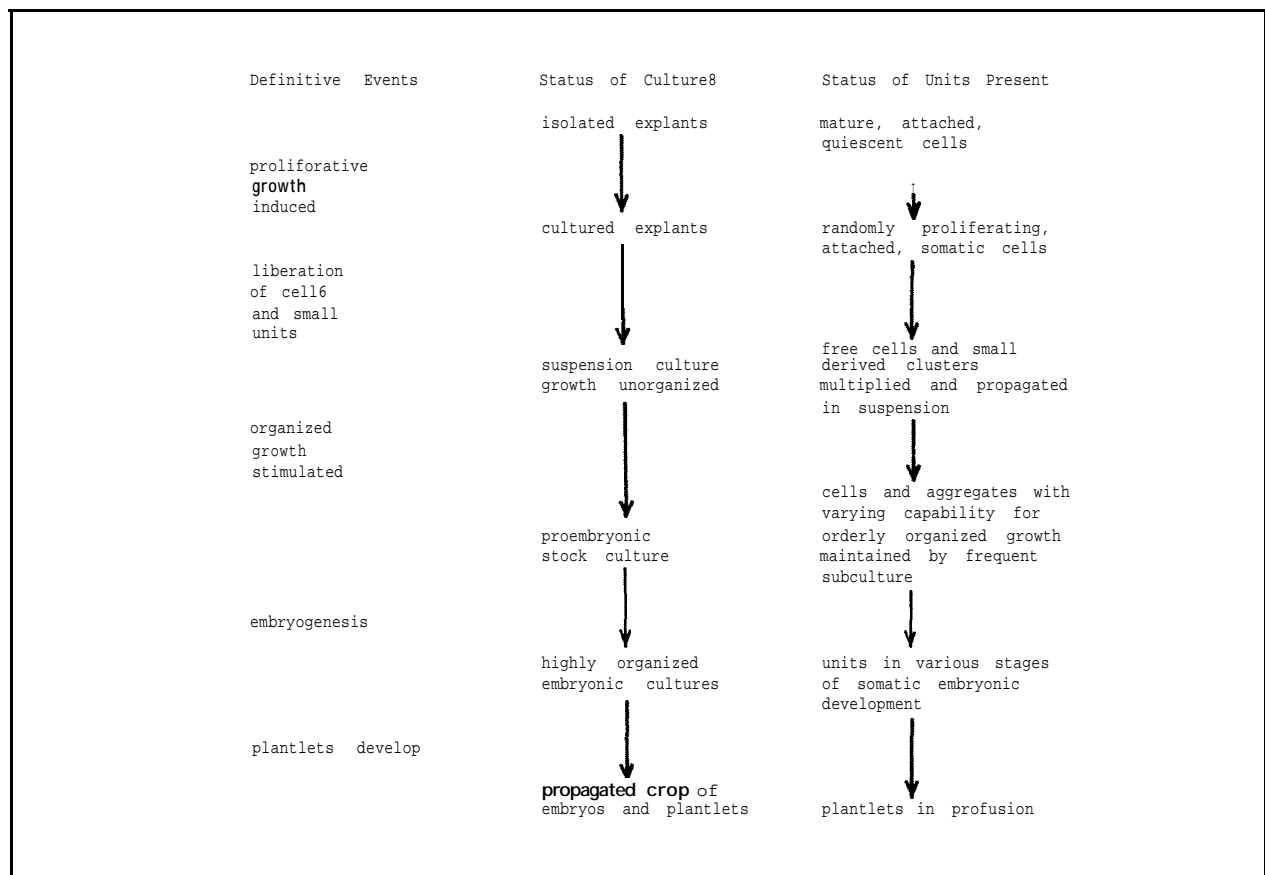 Definitive Events
Status of Culture8
Status of Units Present
isolated explants
mature, attached,
quiescent cells
proliforative
growth
induced
cultured explants
randomly proliferating,
attached, somatic cells
liberation
of cell6
and small
units
suspension culture
growth unorganized
free cells and small
derived clusters
multiplied and propagated
in suspension
organized
growth
stimulated
proembryonic
stock culture
cells and aggregates with
varying capability for
orderly organized growth
maintained by frequent
subculture
embryogenesis
highly organized
embryonic cultures
units in various stages
of somatic embryonic
development
plantlets develop
propagated crop of
embryos and plantlets
plantlets in profusion